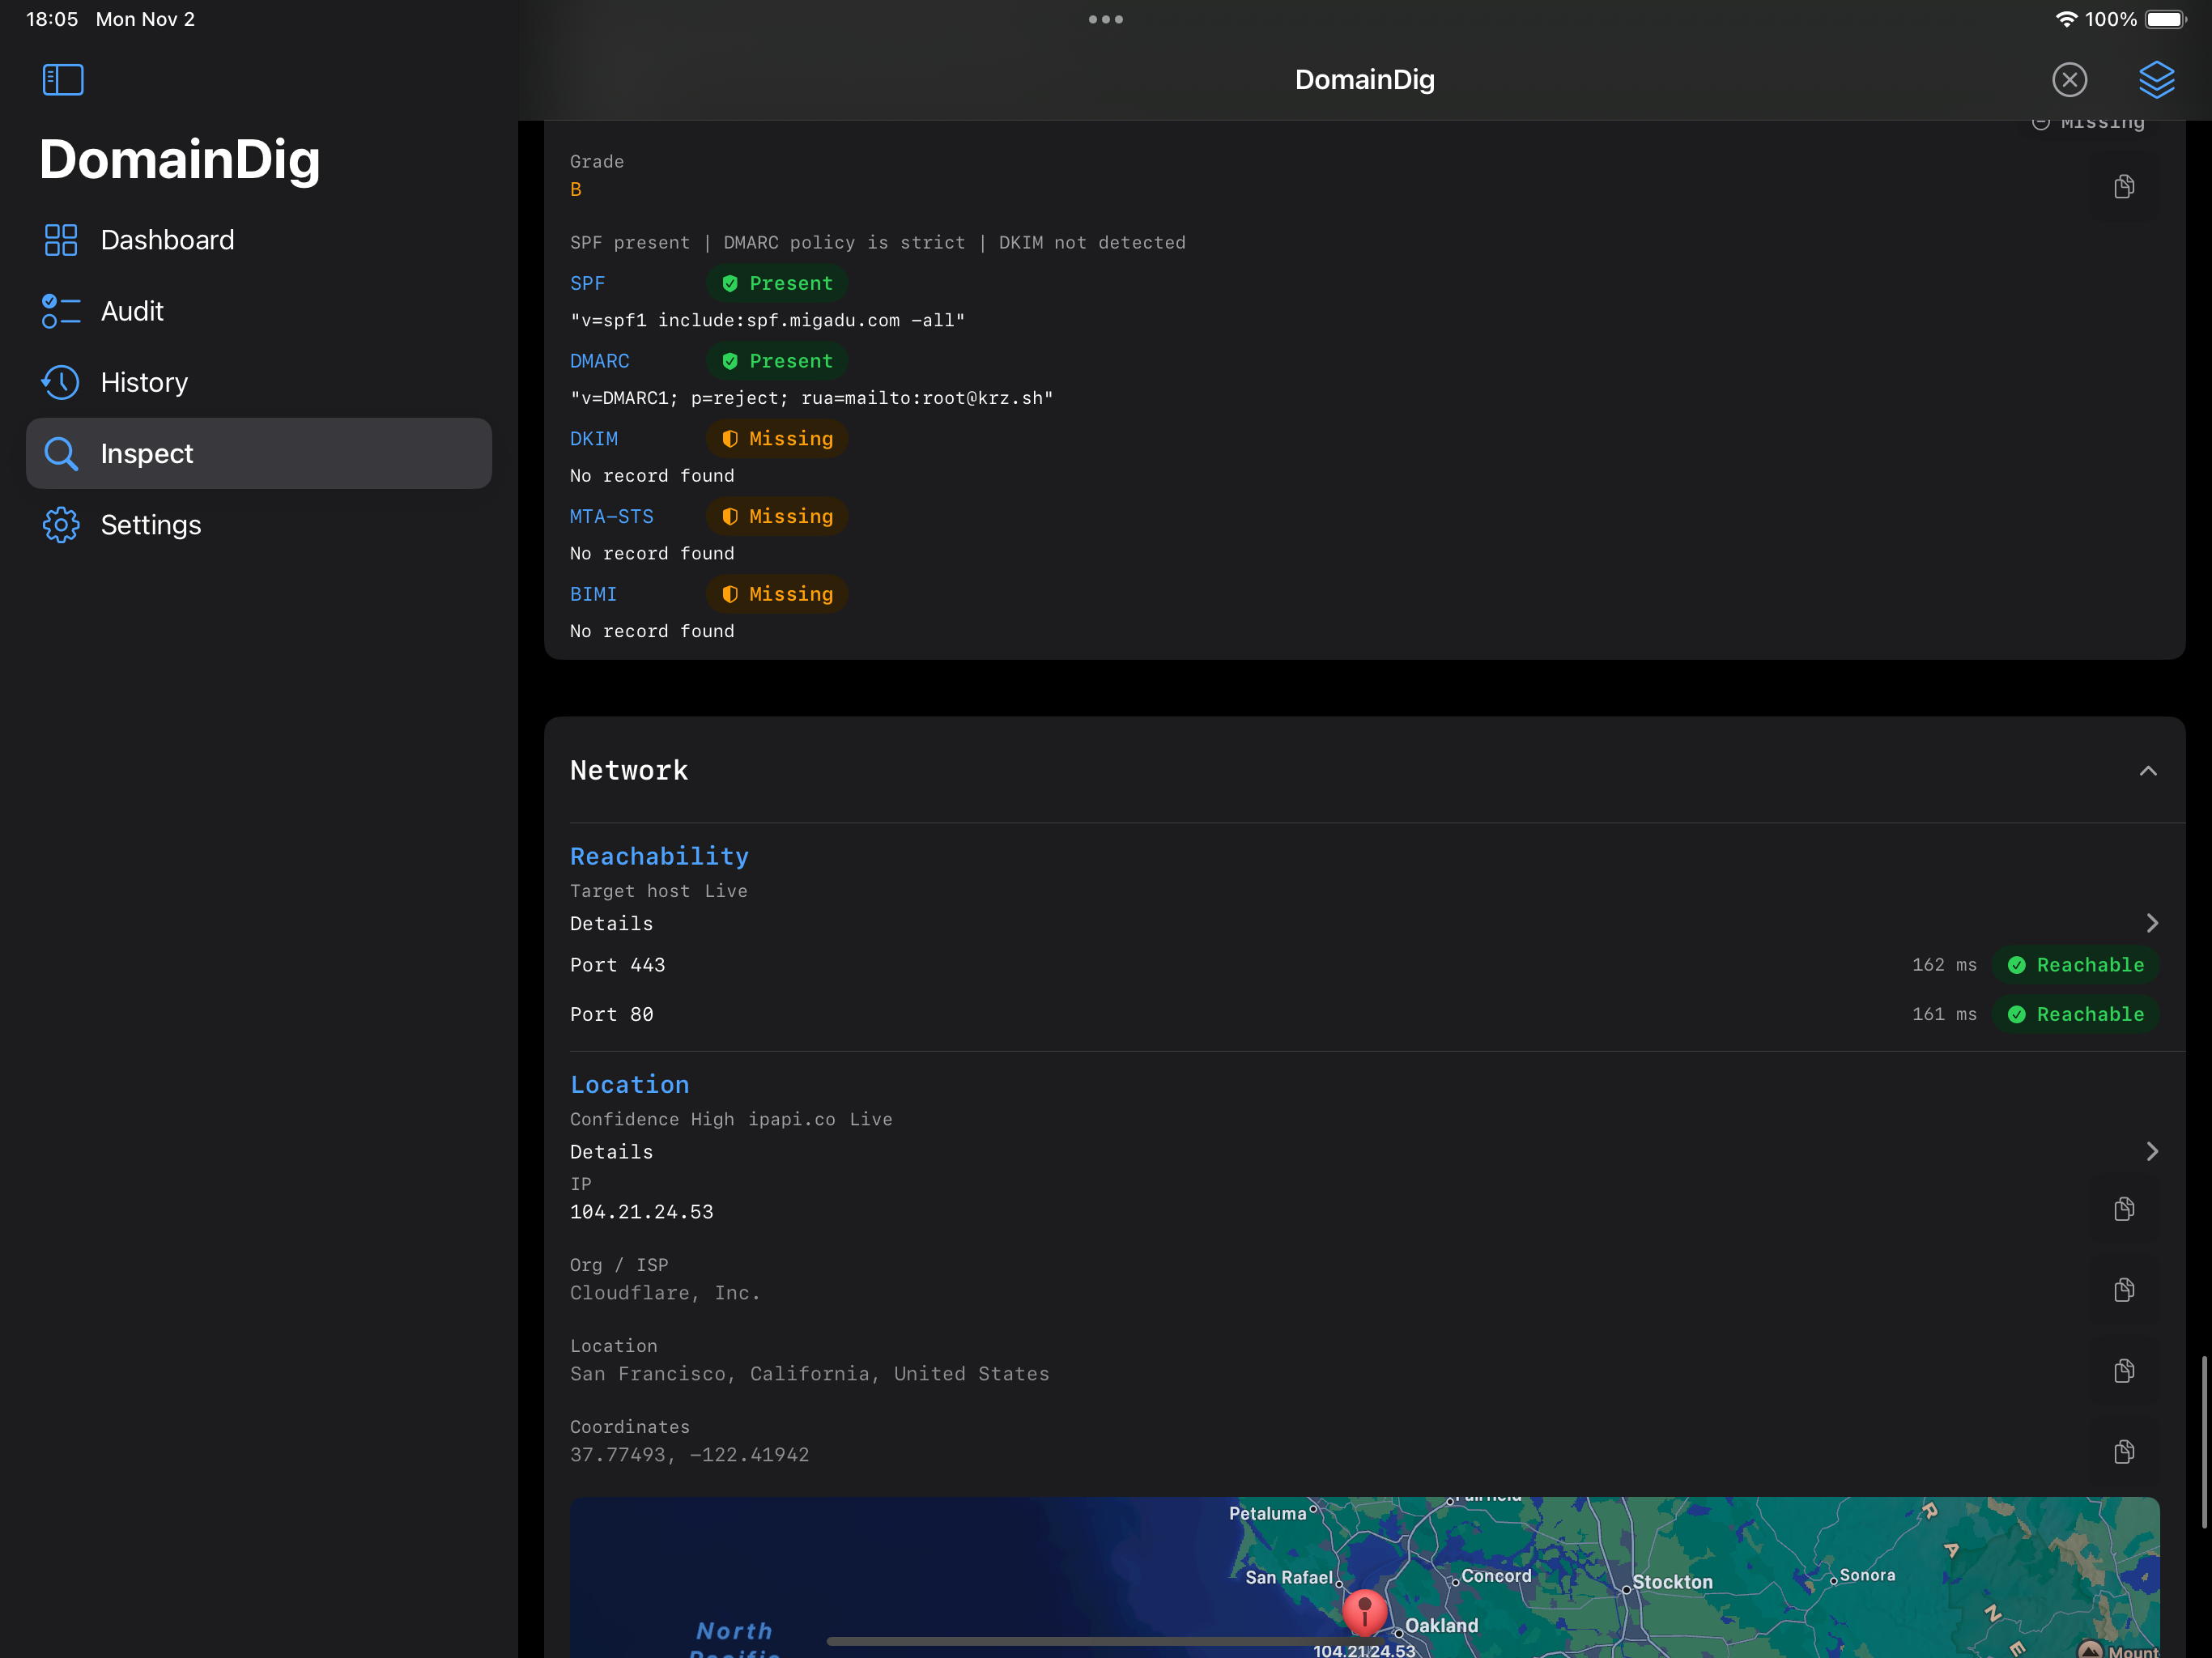 18:05 Mon Nov 2
100%
DomainDig
Dashboard
Audit
History
Inspect
Settings
DomainDig
Missing
Grade
B
SPF present | DMARC policy is strict | DKIM not detected
SPF Present
"v=spf1 include:spf.migadu.com -all"
DMARC Present
"v=DMARC1; p=reject; rua=mailto:root@krz.sh"
DKIM Missing
No record found
MTA-STS Missing
No record found
BIMI Missing
No record found
Network
Reachability
Target host Live
Details
Port 443 162 ms Reachable
Port 80 161 ms Reachable
Location
Confidence High ipapi.co Live
Details
IP
104.21.24.53
Org / ISP
Cloudflare, Inc.
Location
San Francisco, California, United States
Coordinates
37.77493, -122.41942
Fairfield
Petaluma
San Rafael
Concord
Stockton
Sonora
Oakland
104.21.24.53
North
Pacific
R
A
N
E
Mount